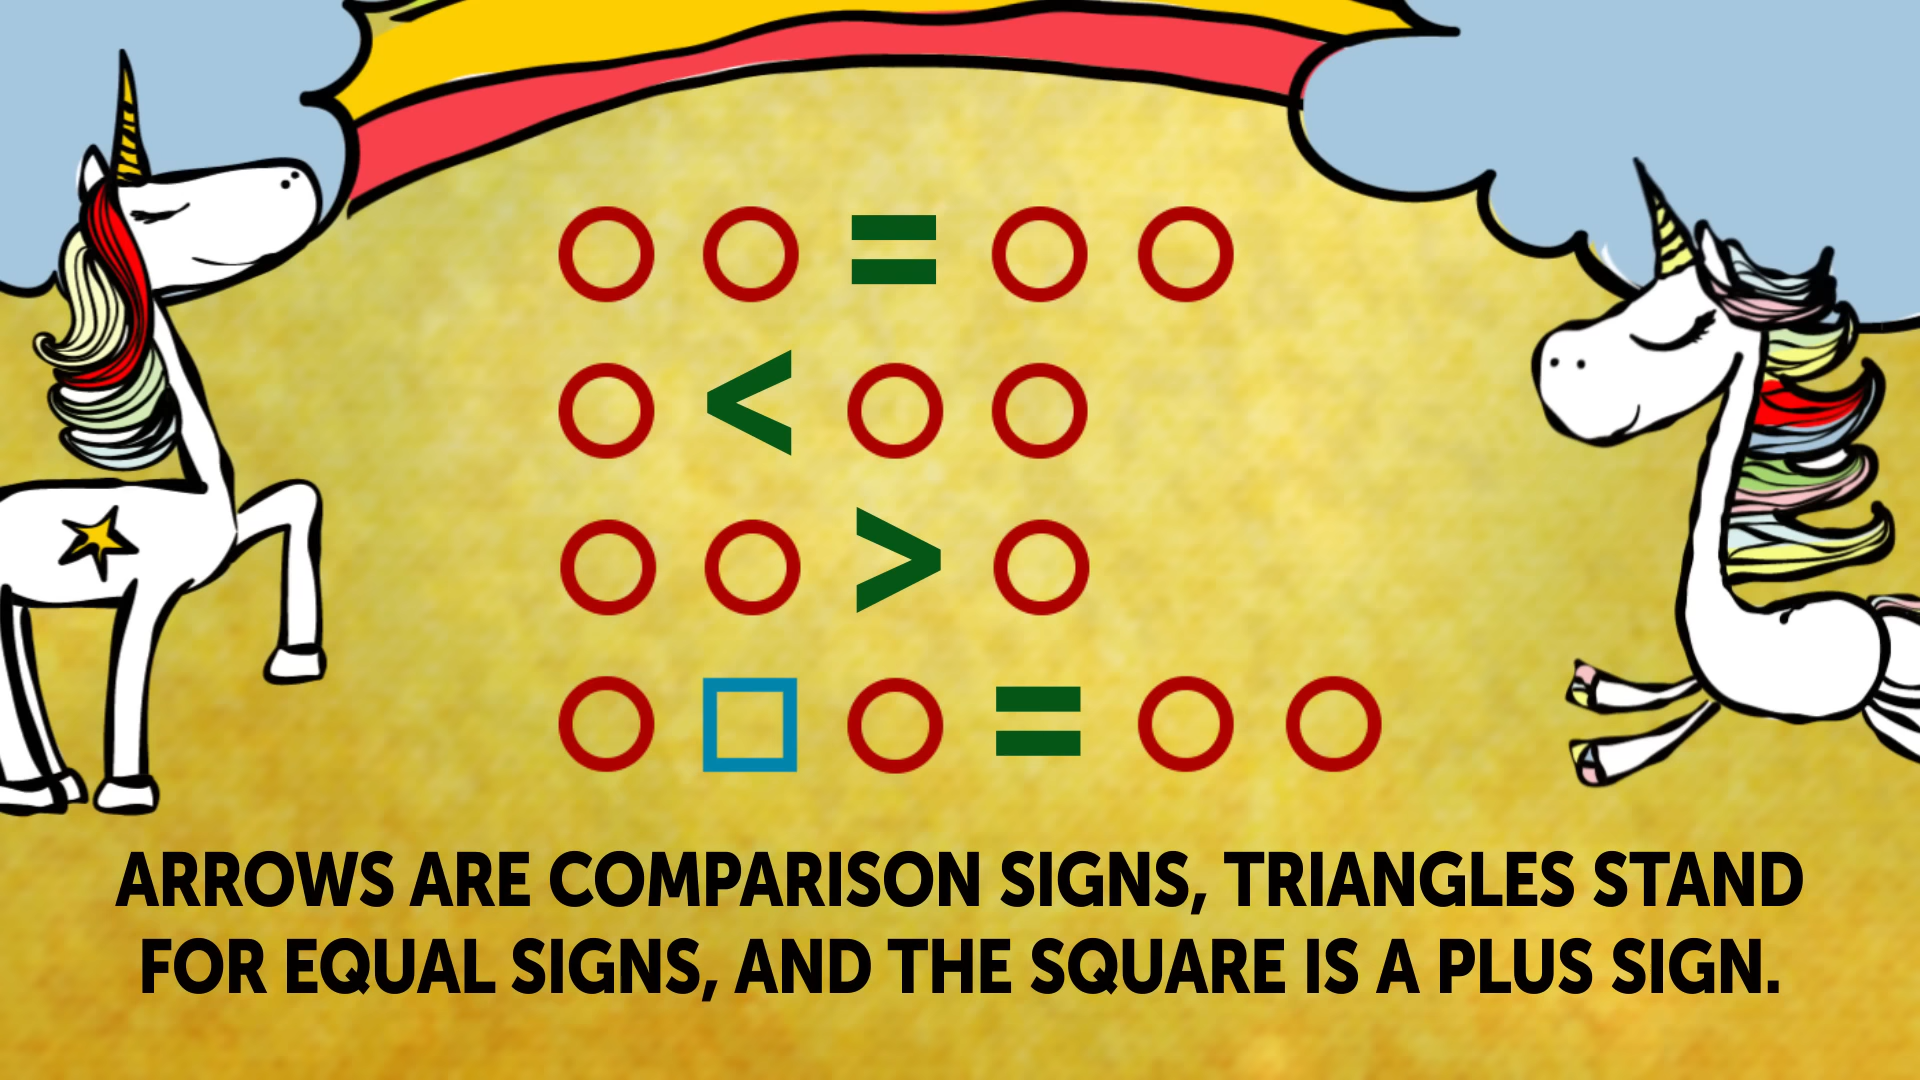 ○ ○ = ○ ○
○ < ○ ○
○ ○ > ○
○ □ ○ = ○ ○
ARROWS ARE COMPARISON SIGNS, TRIANGLES STAND
FOR EQUAL SIGNS, AND THE SQUARE IS A PLUS SIGN.